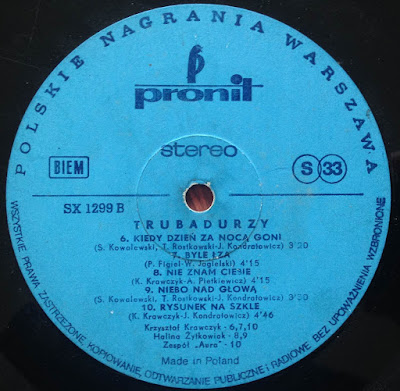 POLSKIE NAGRANIA WARSZAWA
pronit
stereo
BIEM
S 33
SX 1299 B
TRUBADURZY
6. KIEDY DZIEŃ ZA NOCĄ GONI
(S. Kowalewski, T. Rostkowski-J. Kondratowicz) 3'30
7. BYLE ŁZA
(P. Figiel-W. Jagielski) 4'15
8. NIE ZNAM CIEBIE
(K. Krawczyk-A. Pietkiewicz) 4'15
9. NIEBO NAD GŁOWĄ
(S. Kowalewski, T. Rostkowski-J. Kondratowicz) 3'50
10. RYSUNEK NA SZKLE
(K. Krawczyk-J. Kondratowicz) 4'46
Krzysztof Krawczyk - 6,7,10
Halina Żytkowiak - 8,9
Zespół „Aura" - 10
Made in Poland
WSZYSTKIE PRAWA ZASTRZEŻONE. KOPIOWANIE, ODTWARZANIE PUBLICZNE I RADIOWE BEZ UPOWAŻNIENIA WZBRONIONE